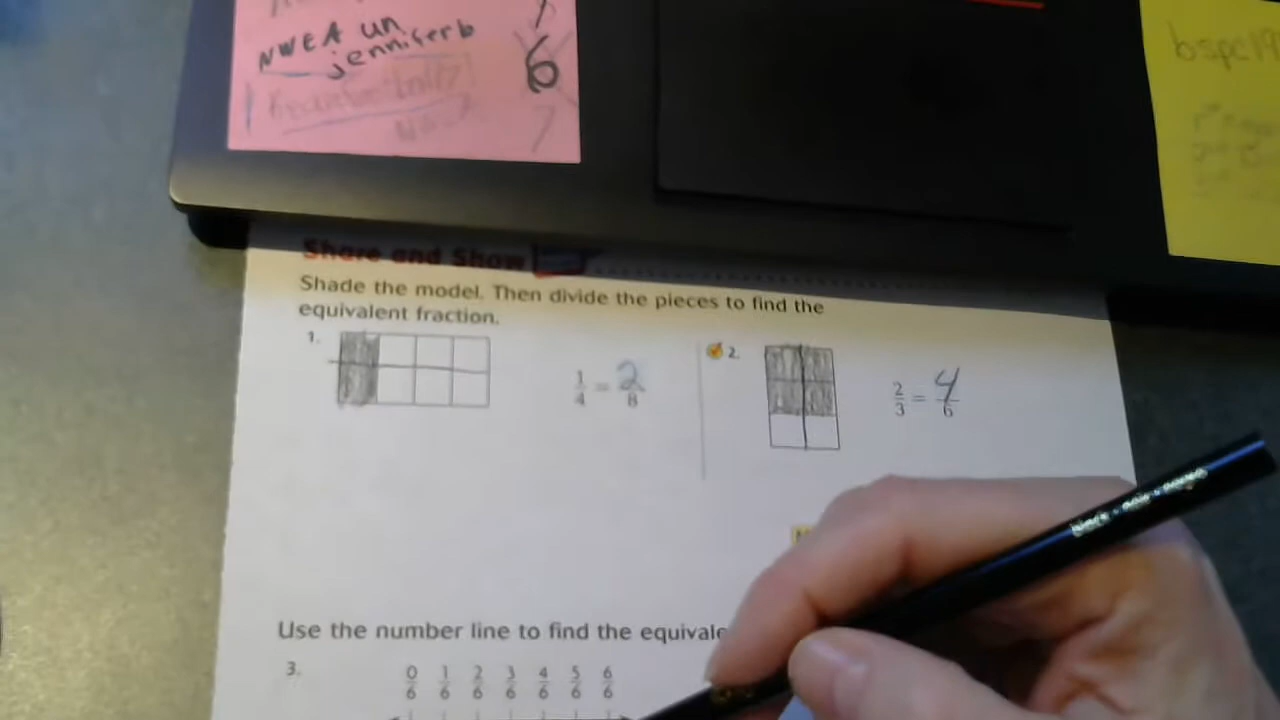 NWEA un
jenniferb
6
7
bspc19
Share and Show
Shade the model. Then divide the pieces to find the
equivalent fraction.
1.
1/4 = 2/8
2.
2/3 = 4/6
Use the number line to find the
3.
0/6 1/6 2/6 3/6 4/6 5/6 6/6